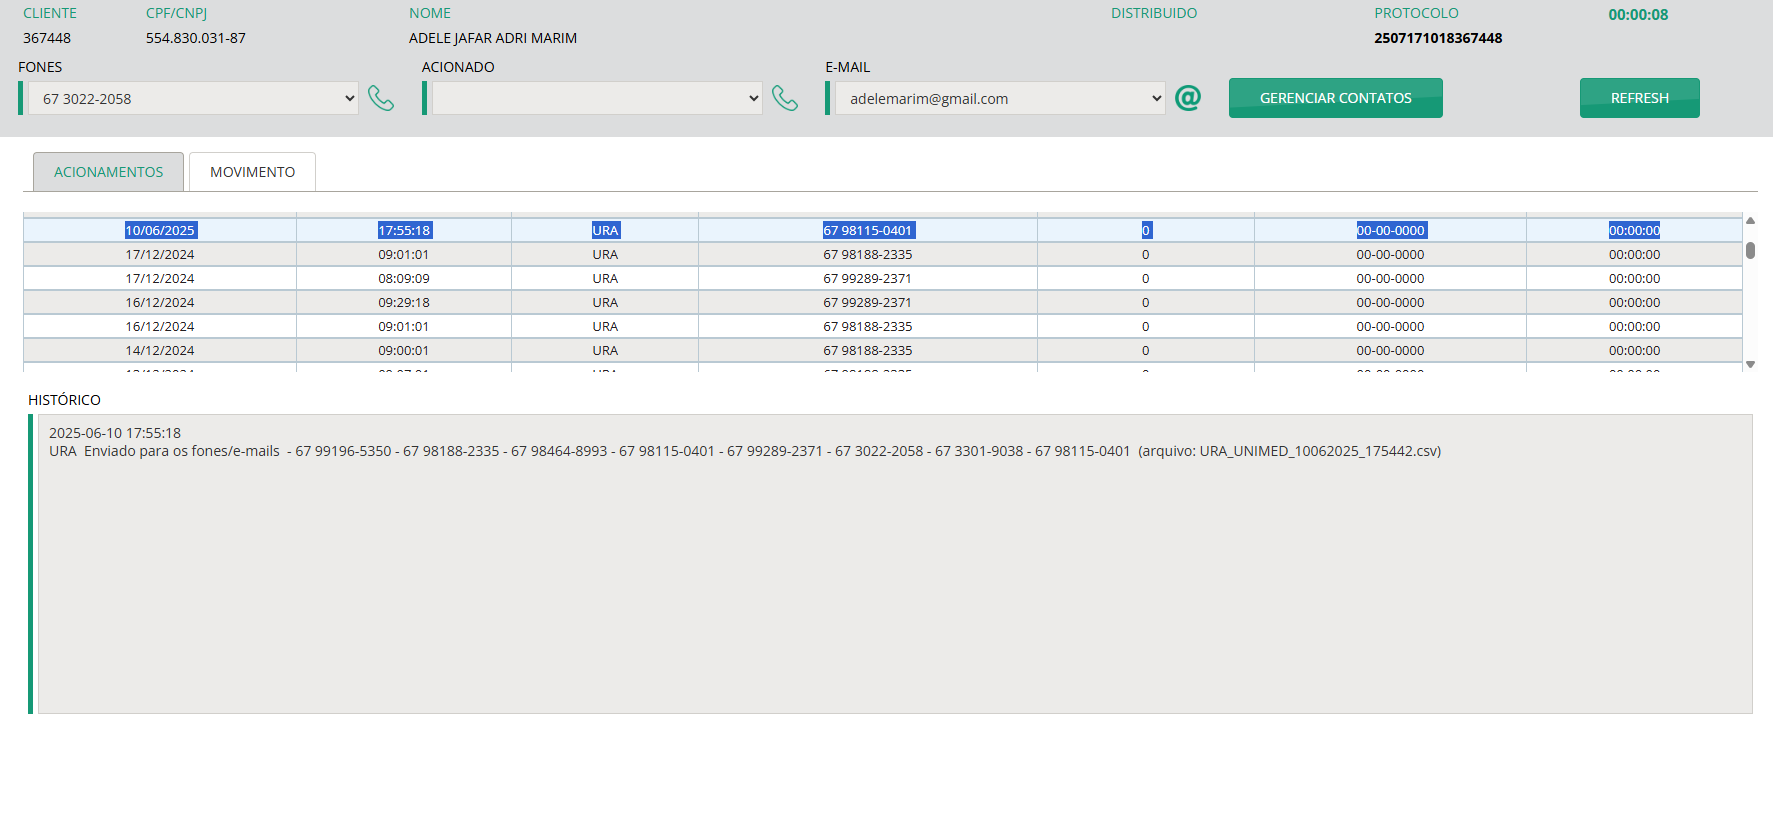 CLIENTE CPF/CNPJ NOME DISTRIBUIDO PROTOCOLO 00:00:08
367448 554.830.031-87 ADELE JAFAR ADRI MARIM 2507171018367448
FONES ACIONADO E-MAIL
67 3022-2058 adelemarim@gmail.com @ GERENCIAR CONTATOS REFRESH
ACIONAMENTOS MOVIMENTO
10/06/2025 17:55:18 URA 67 98115-0401 0 00-00-0000 00:00:00
17/12/2024 09:01:01 URA 67 98188-2335 0 00-00-0000 00:00:00
17/12/2024 08:09:09 URA 67 99289-2371 0 00-00-0000 00:00:00
16/12/2024 09:29:18 URA 67 99289-2371 0 00-00-0000 00:00:00
16/12/2024 09:01:01 URA 67 98188-2335 0 00-00-0000 00:00:00
14/12/2024 09:00:01 URA 67 98188-2335 0 00-00-0000 00:00:00
HISTÓRICO
2025-06-10 17:55:18
URA Enviado para os fones/e-mails - 67 99196-5350 - 67 98188-2335 - 67 98464-8993 - 67 98115-0401 - 67 99289-2371 - 67 3022-2058 - 67 3301-9038 - 67 98115-0401 (arquivo: URA_UNIMED_10062025_175442.csv)